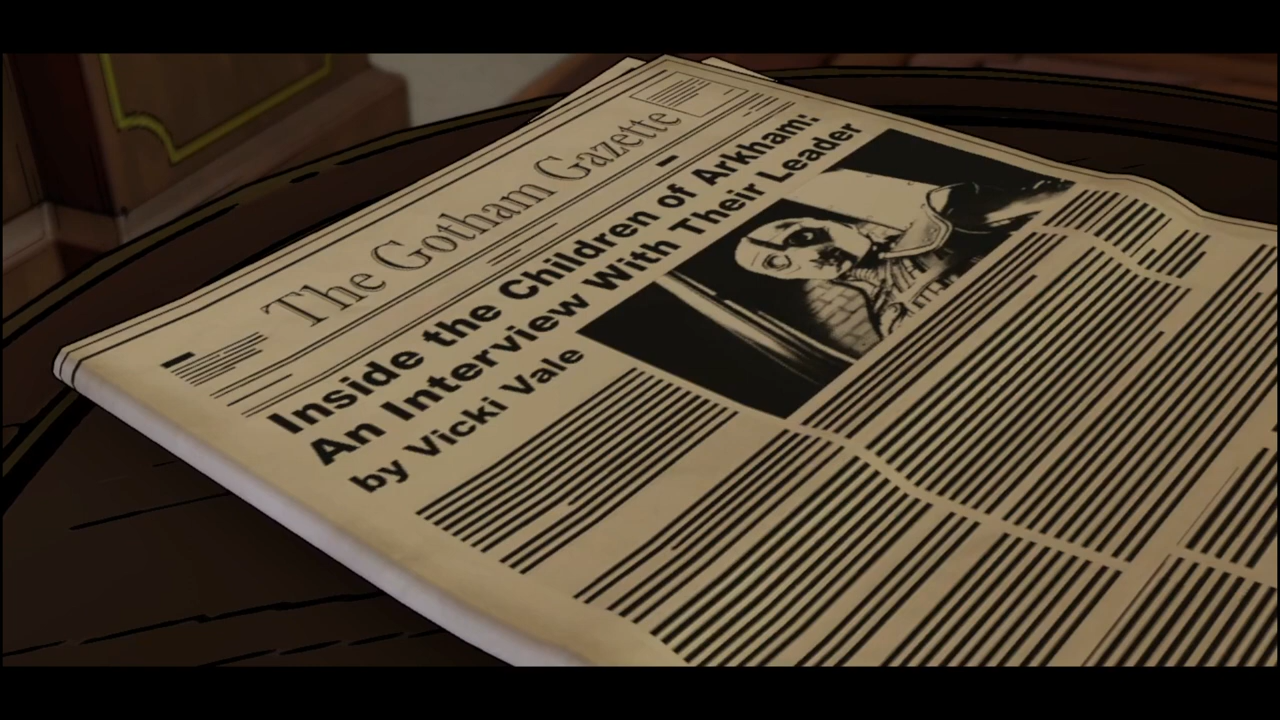 The Gotham Gazette
Inside the Children of Arkham:
An Interview With Their Leader
by Vicki Vale